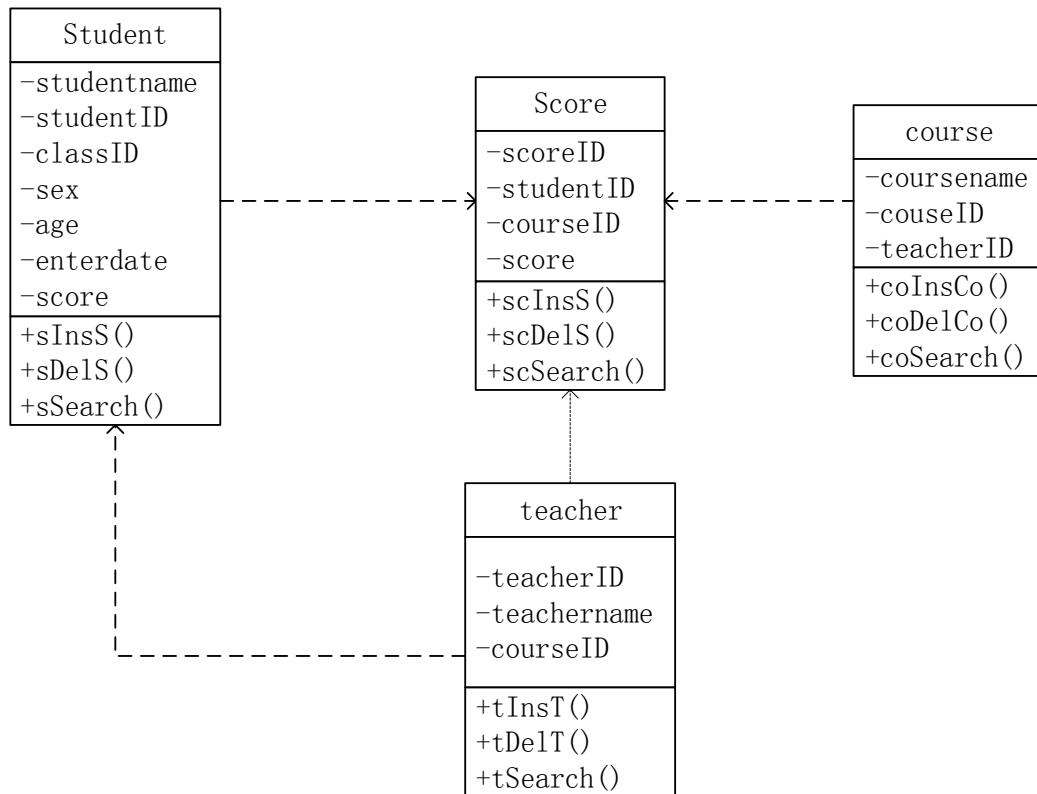 Student
-studentname
-studentID
-classID
-sex
-age
-enterdate
-score
+sInsS()
+sDelS()
+sSearch()
Score
-scoreID
-studentID
-courseID
-score
+scInsS()
+scDelS()
+scSearch()
course
-coursename
-couseID
-teacherID
+coInsCo()
+coDelCo()
+coSearch()
teacher
-teacherID
-teachername
-courseID
+tInsT()
+tDelT()
+tSearch()